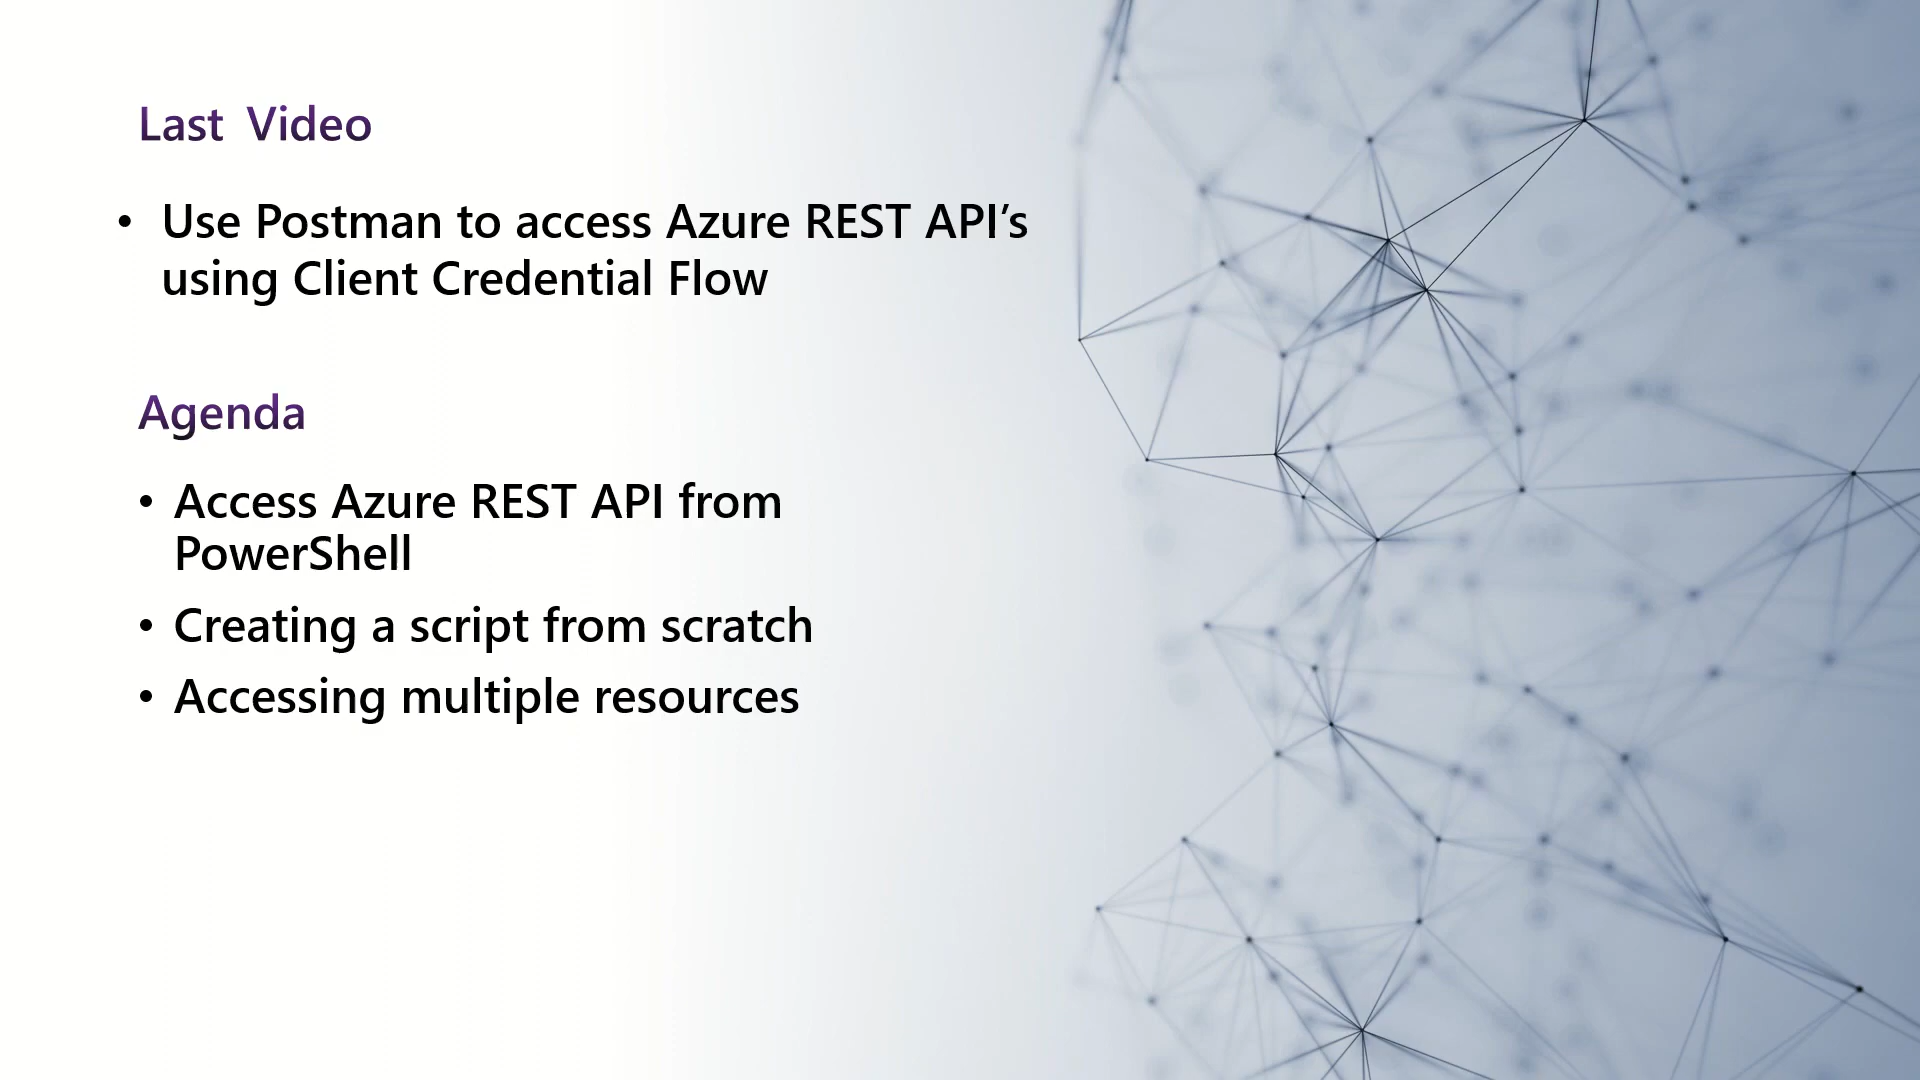 Last Video
• Use Postman to access Azure REST API’s
using Client Credential Flow
Agenda
• Access Azure REST API from
PowerShell
• Creating a script from scratch
• Accessing multiple resources